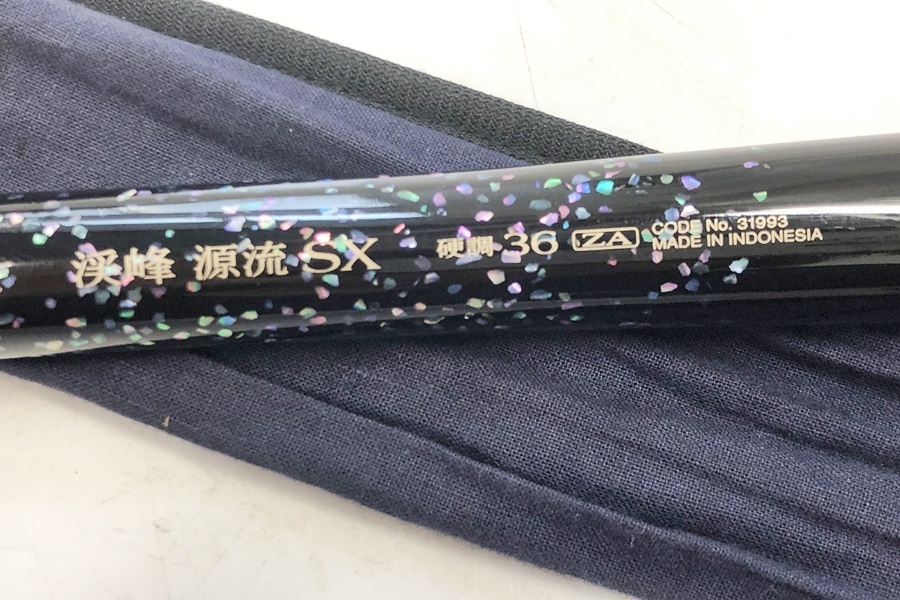 渓峰 源流 SX 硬調 36 ZA
CODE No. 31993
MADE IN INDONESIA